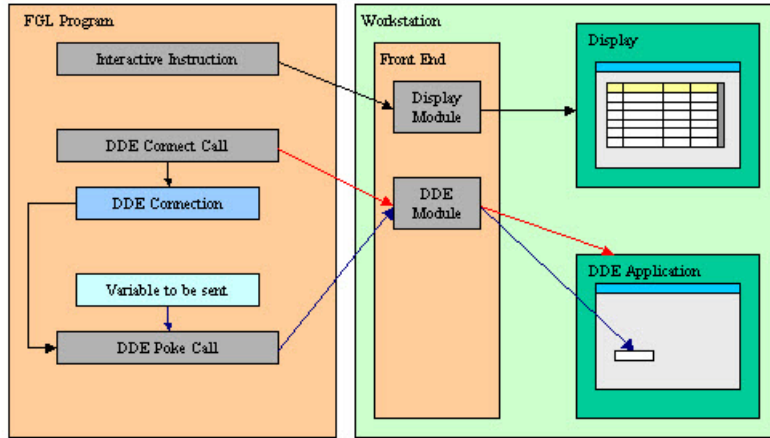 FGL Program
Interactive Instruction
DDE Connect Call
DDE Connection
Variable to be sent
DDE Poke Call
Workstation
Front End
Display
Module
DDE
Module
Display
DDE Application